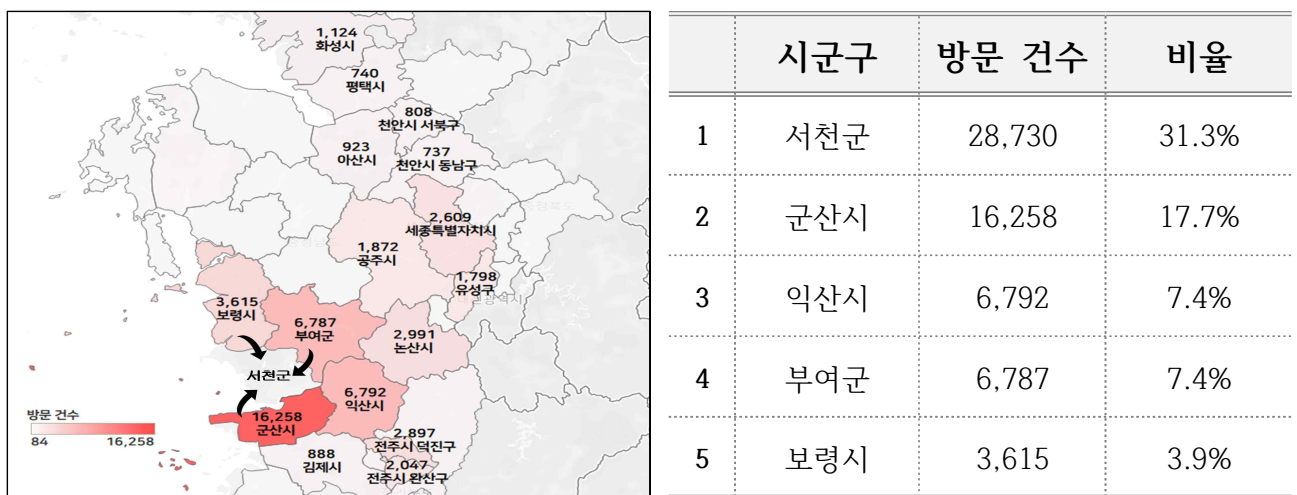 1,124
화성시
740
평택시
808
천안시 서북구
923
아산시
737
천안시 동남구
2,609
세종특별자치시
1,872
공주시
1,798
유성구
3,615
보령시
6,787
부여군
2,991
논산시
서천군
6,792
익산시
방문 건수
84 16,258
16,258
군산시
2,897
전주시 덕진구
888
김제시
2,047
전주시 완산구
시군구 방문 건수 비율
1 서천군 28,730 31.3%
2 군산시 16,258 17.7%
3 익산시 6,792 7.4%
4 부여군 6,787 7.4%
5 보령시 3,615 3.9%